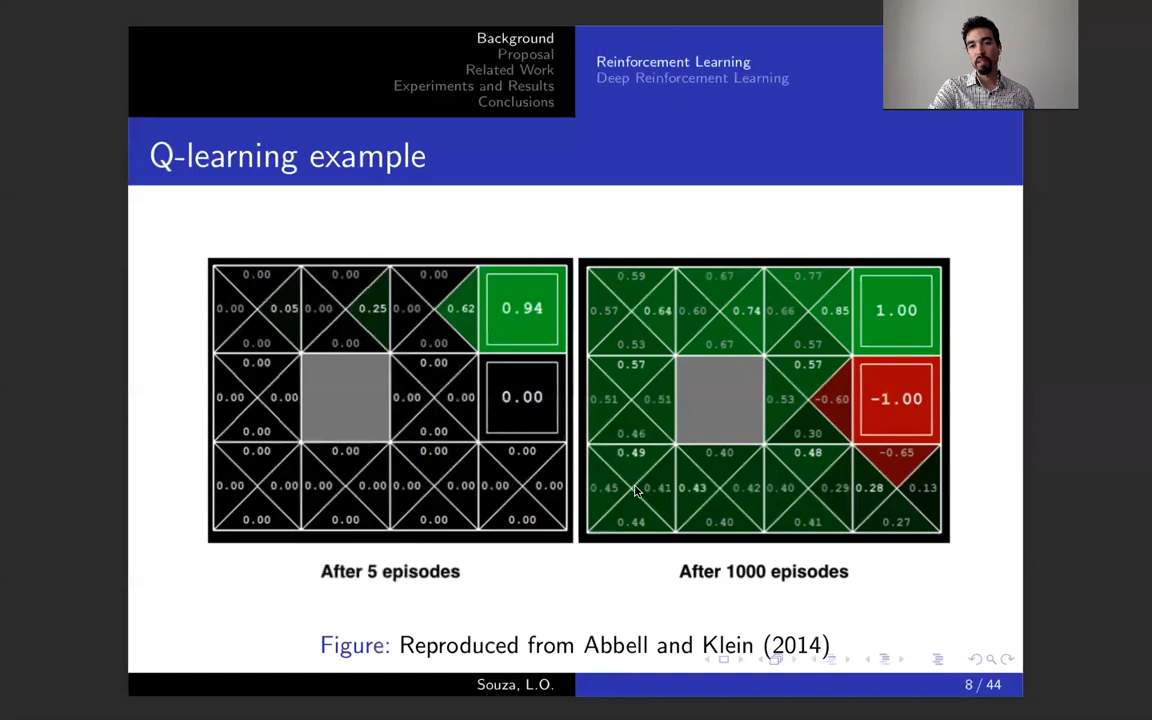 Background
Proposal
Related Work
Experiments and Results
Conclusions
Reinforcement Learning
Deep Reinforcement Learning
Q-learning example
0.00 0.00 0.00
0.00 0.05 0.00 0.25 0.00 0.62 0.94
0.00 0.00 0.00
0.00 0.00
0.00 0.00 0.00 0.00 0.00
0.00 0.00
0.00 0.00 0.00 0.00
0.00 0.00 0.00 0.00 0.00 0.00 0.00 0.00
0.00 0.00 0.00 0.00
After 5 episodes
0.59 0.67 0.77
0.57 0.64 0.60 0.74 0.66 0.85 1.00
0.53 0.67 0.57
0.57 0.57
0.51 0.51 0.53 -0.60 -1.00
0.46 0.30
0.49 0.40 0.48 -0.65
0.45 0.41 0.43 0.42 0.40 0.29 0.28 0.13
0.44 0.40 0.41 0.27
After 1000 episodes
Figure: Reproduced from Abbell and Klein (2014)
Souza, L.O.
8 / 44